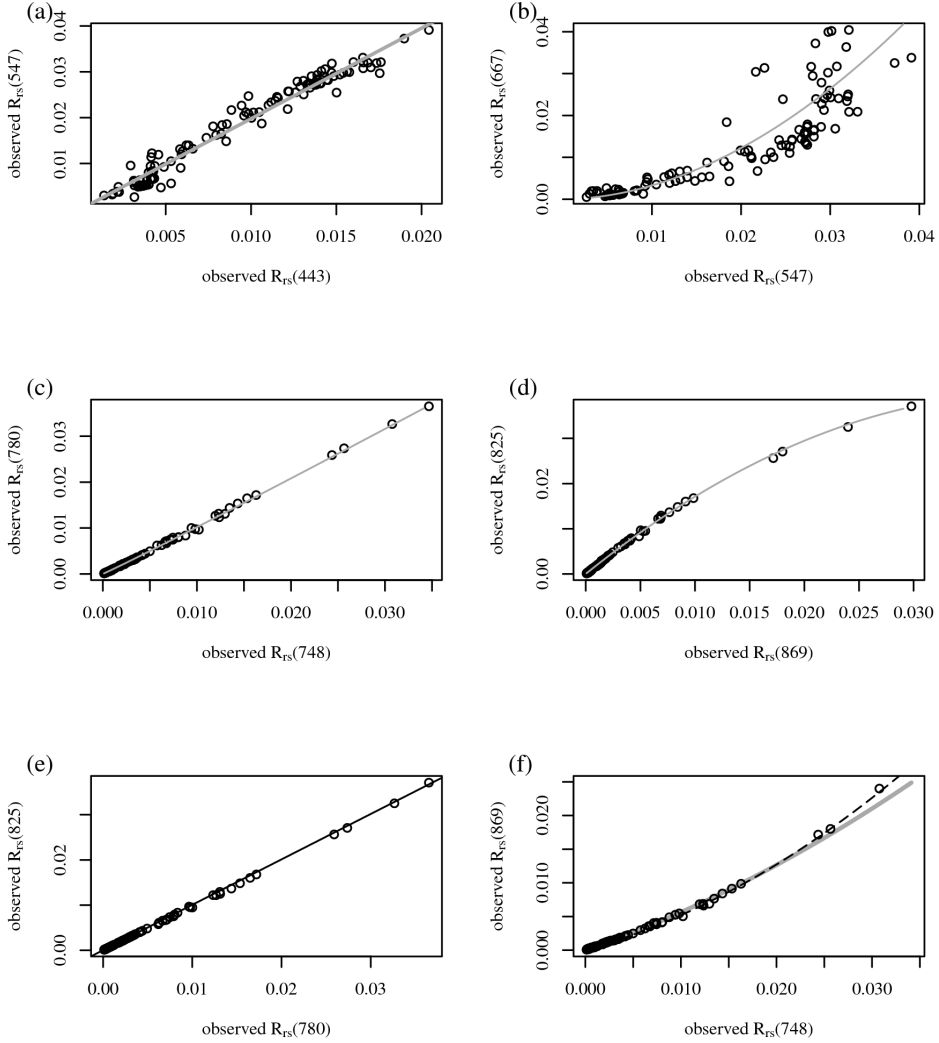 (a)
0.01 0.02 0.03 0.04
observed Rrs(547)
0.005 0.010 0.015 0.020
observed Rrs(443)
(b)
0.00 0.02 0.04
observed Rrs(667)
0.01 0.02 0.03 0.04
observed Rrs(547)
(c)
0.00 0.01 0.02 0.03
observed Rrs(780)
0.000 0.010 0.020 0.030
observed Rrs(748)
(d)
0.00 0.02
observed Rrs(825)
0.000 0.005 0.010 0.015 0.020 0.025 0.030
observed Rrs(869)
(e)
0.00 0.02
observed Rrs(825)
0.00 0.01 0.02 0.03
observed Rrs(780)
(f)
0.000 0.010 0.020
observed Rrs(869)
0.000 0.010 0.020 0.030
observed Rrs(748)